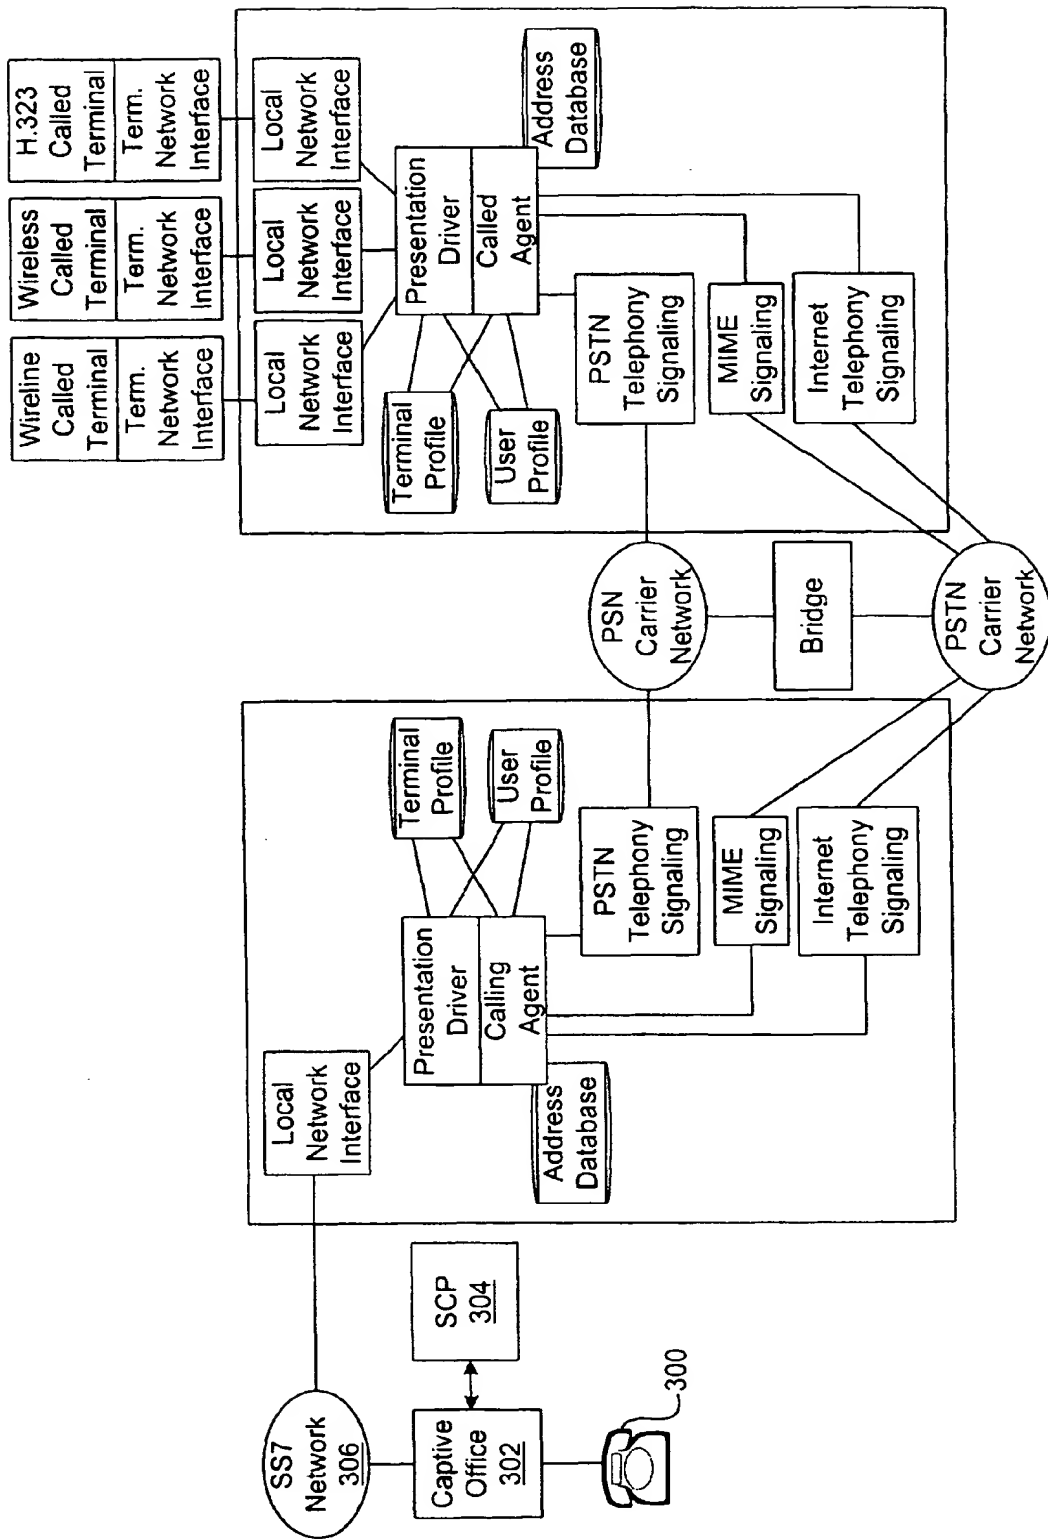 SS7
Network
306
Captive
Office
302
SCP
304
300
Local
Network
Interface
Presentation
Driver
Calling
Agent
Address
Database
Terminal
Profile
User
Profile
PSTN
Telephony
Signaling
MIME
Signaling
Internet
Telephony
Signaling
PSN
Carrier
Network
Bridge
PSTN
Carrier
Network
Wireline
Called
Terminal
Term.
Network
Interface
Wireless
Called
Terminal
Term.
Network
Interface
H.323
Called
Terminal
Term.
Network
Interface
Local
Network
Interface
Local
Network
Interface
Local
Network
Interface
Terminal
Profile
User
Profile
Presentation
Driver
Called
Agent
Address
Database
PSTN
Telephony
Signaling
MIME
Signaling
Internet
Telephony
Signaling